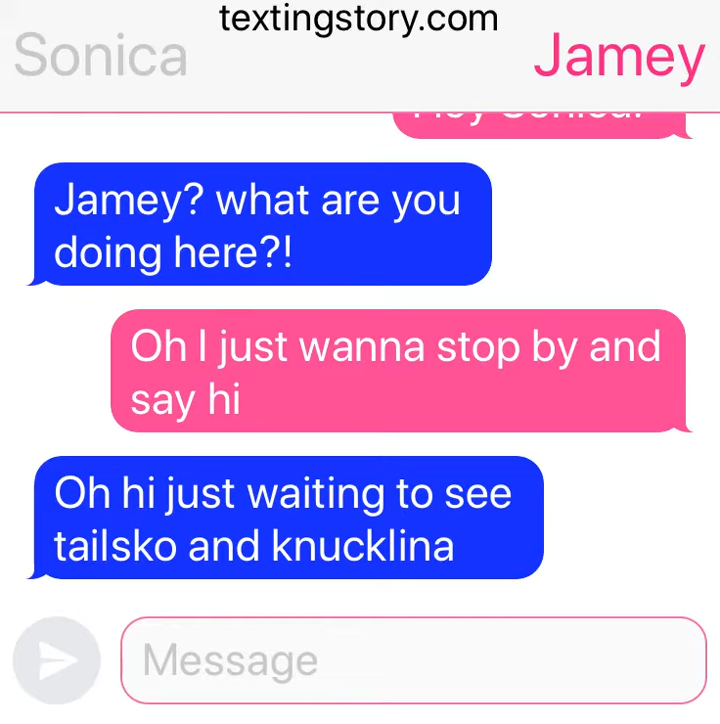 textingstory.com
Sonica
Jamey
Jamey? what are you
doing here?!
Oh I just wanna stop by and
say hi
Oh hi just waiting to see
tailsko and knucklina
Message